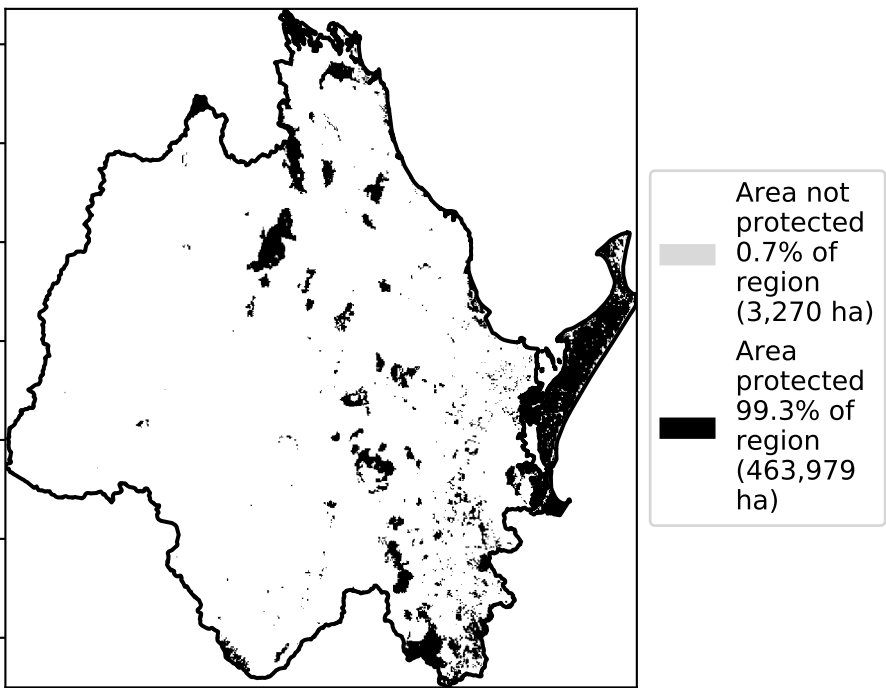 Area not
protected
0.7% of
region
(3,270 ha)
Area
protected
99.3% of
region
(463,979
ha)